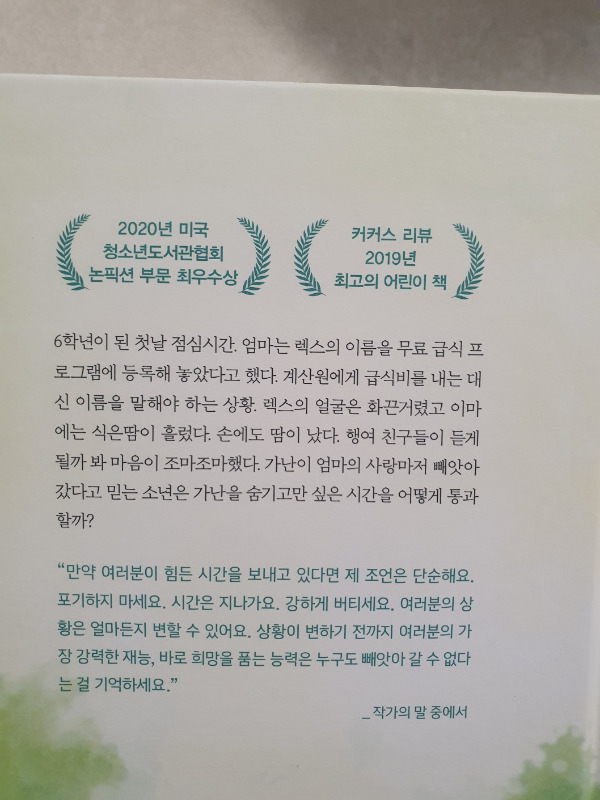 2020년 미국
청소년도서관협회
논픽션 부문 최우수상
커커스 리뷰
2019년
최고의 어린이 책
6학년이 된 첫날 점심시간. 엄마는 렉스의 이름을 무료 급식 프
로그램에 등록해 놓았다고 했다. 계산원에게 급식비를 내는 대
신 이름을 말해야 하는 상황. 렉스의 얼굴은 화끈거렸고 이마
에는 식은땀이 흘렀다. 손에도 땀이 났다. 행여 친구들이 듣게
될까 봐 마음이 조마조마했다. 가난이 엄마의 사랑마저 빼앗아
갔다고 믿는 소년은 가난을 숨기고만 싶은 시간을 어떻게 통과
할까?
“만약 여러분이 힘든 시간을 보내고 있다면 제 조언은 단순해요.
포기하지 마세요. 시간은 지나가요. 강하게 버티세요. 여러분의 상
황은 얼마든지 변할 수 있어요. 상황이 변하기 전까지 여러분의 가
장 강력한 재능, 바로 희망을 품는 능력은 누구도 빼앗아 갈 수 없다
는 걸 기억하세요.”
_ 작가의 말 중에서